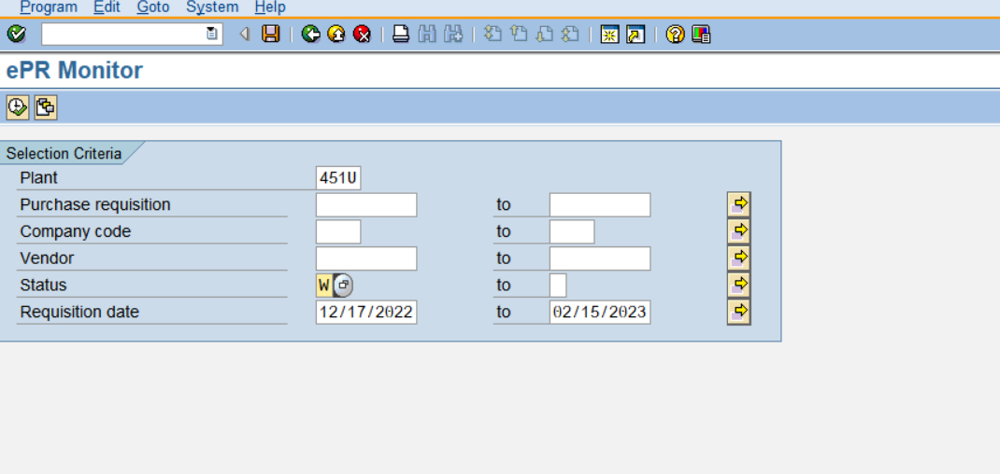 Program Edit Goto System Help
ePR Monitor
Selection Criteria
Plant 451U
Purchase requisition to
Company code to
Vendor to
Status W to
Requisition date 12/17/2022 to 02/15/2023